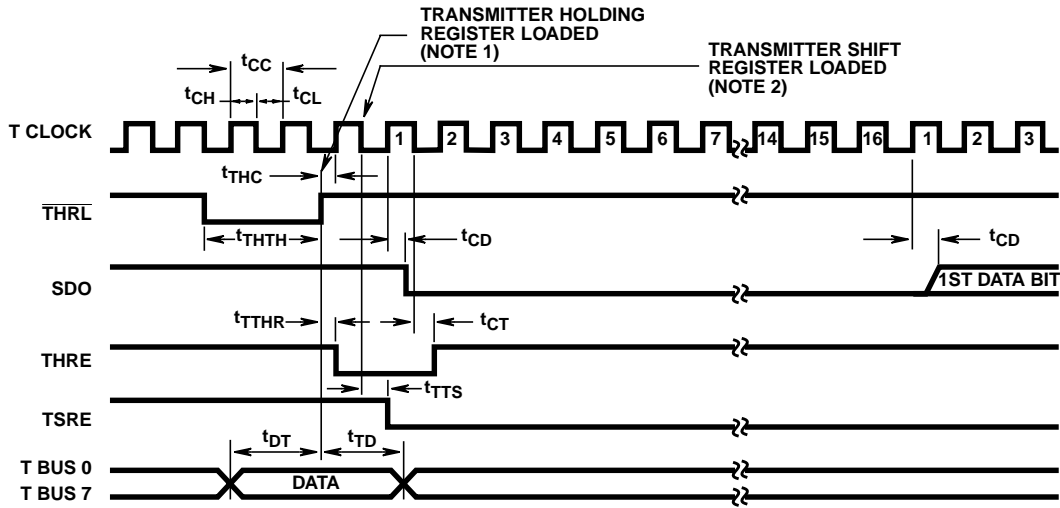 TRANSMITTER HOLDING
REGISTER LOADED
(NOTE 1)
TRANSMITTER SHIFT
REGISTER LOADED
(NOTE 2)
tCC
tCH
tCL
T CLOCK
1 2 3 4 5 6 7 14 15 16 1 2 3
tTHC
THRL
tTHTH
tCD
tCD
SDO
1ST DATA BIT
tTTHR
tCT
THRE
tTTS
TSRE
tDT
tTD
T BUS 0
T BUS 7
DATA